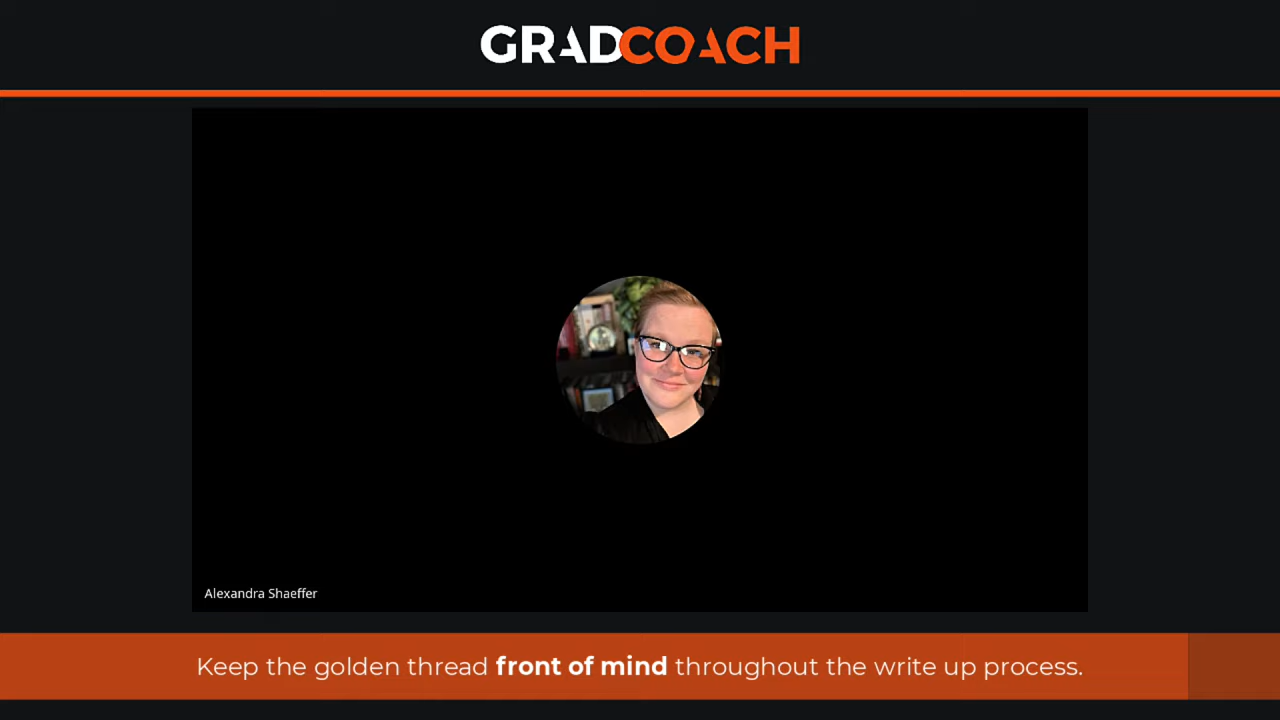 GRADCOACH
Alexandra Shaeffer
Keep the golden thread front of mind throughout the write up process.